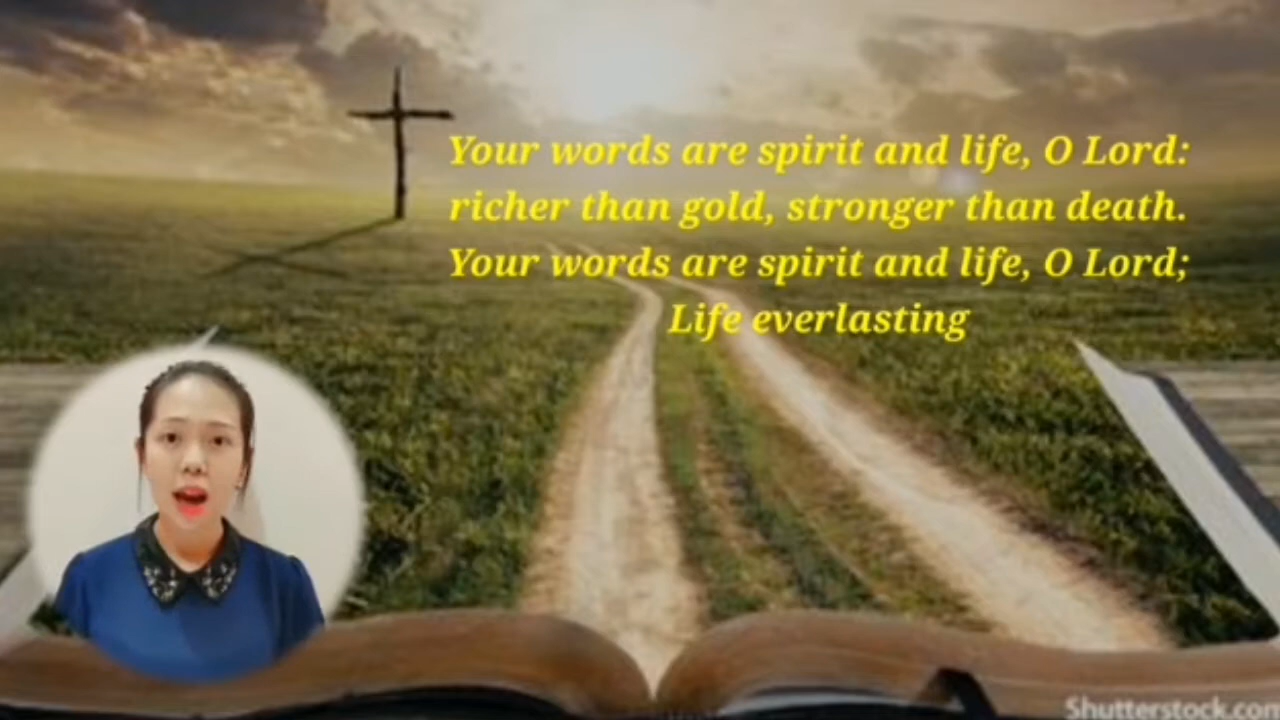 Your words are spirit and life, O Lord:
richer than gold, stronger than death.
Your words are spirit and life, O Lord;
Life everlasting
Shutterstock.com